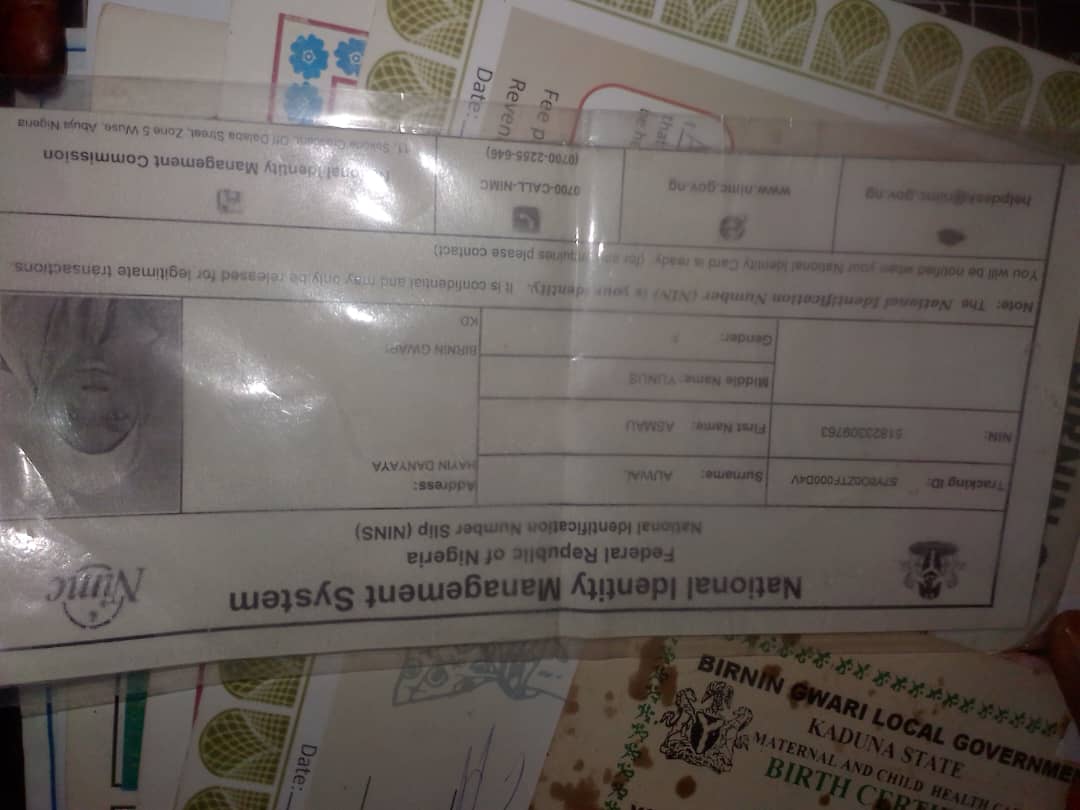 National Identity Management System
Federal Republic of Nigeria
National Identification Number Slip (NINS)
Nimc
Tracking ID:
Surname: AUWAL
Address:
HAYIN DANYAYA
NIN: 51823309763
First Name: ASMAU
Middle Name: YUNUS
Gender: F
BIRNIN GWARI
KD
Note: The National Identification Number (NIN) is your identity. It is confidential and may only be released for legitimate transactions.
You will be notified when your National Identity Card is ready (for any inquiries please contact)
helpdesk@nimc.gov.ng
www.nimc.gov.ng
0700-CALL-NIMC
(0700-2255-646)
National Identity Management Commission
11, Sokode Crescent, Off Dalaba Street, Zone 5 Wuse, Abuja Nigeria
Date:
Reven
Fee p
that
be h
Date:
BIRNIN GWARI LOCAL GOVERNME
KADUNA STATE
MATERNAL AND CHILD HEALTH
BIRTH CERT